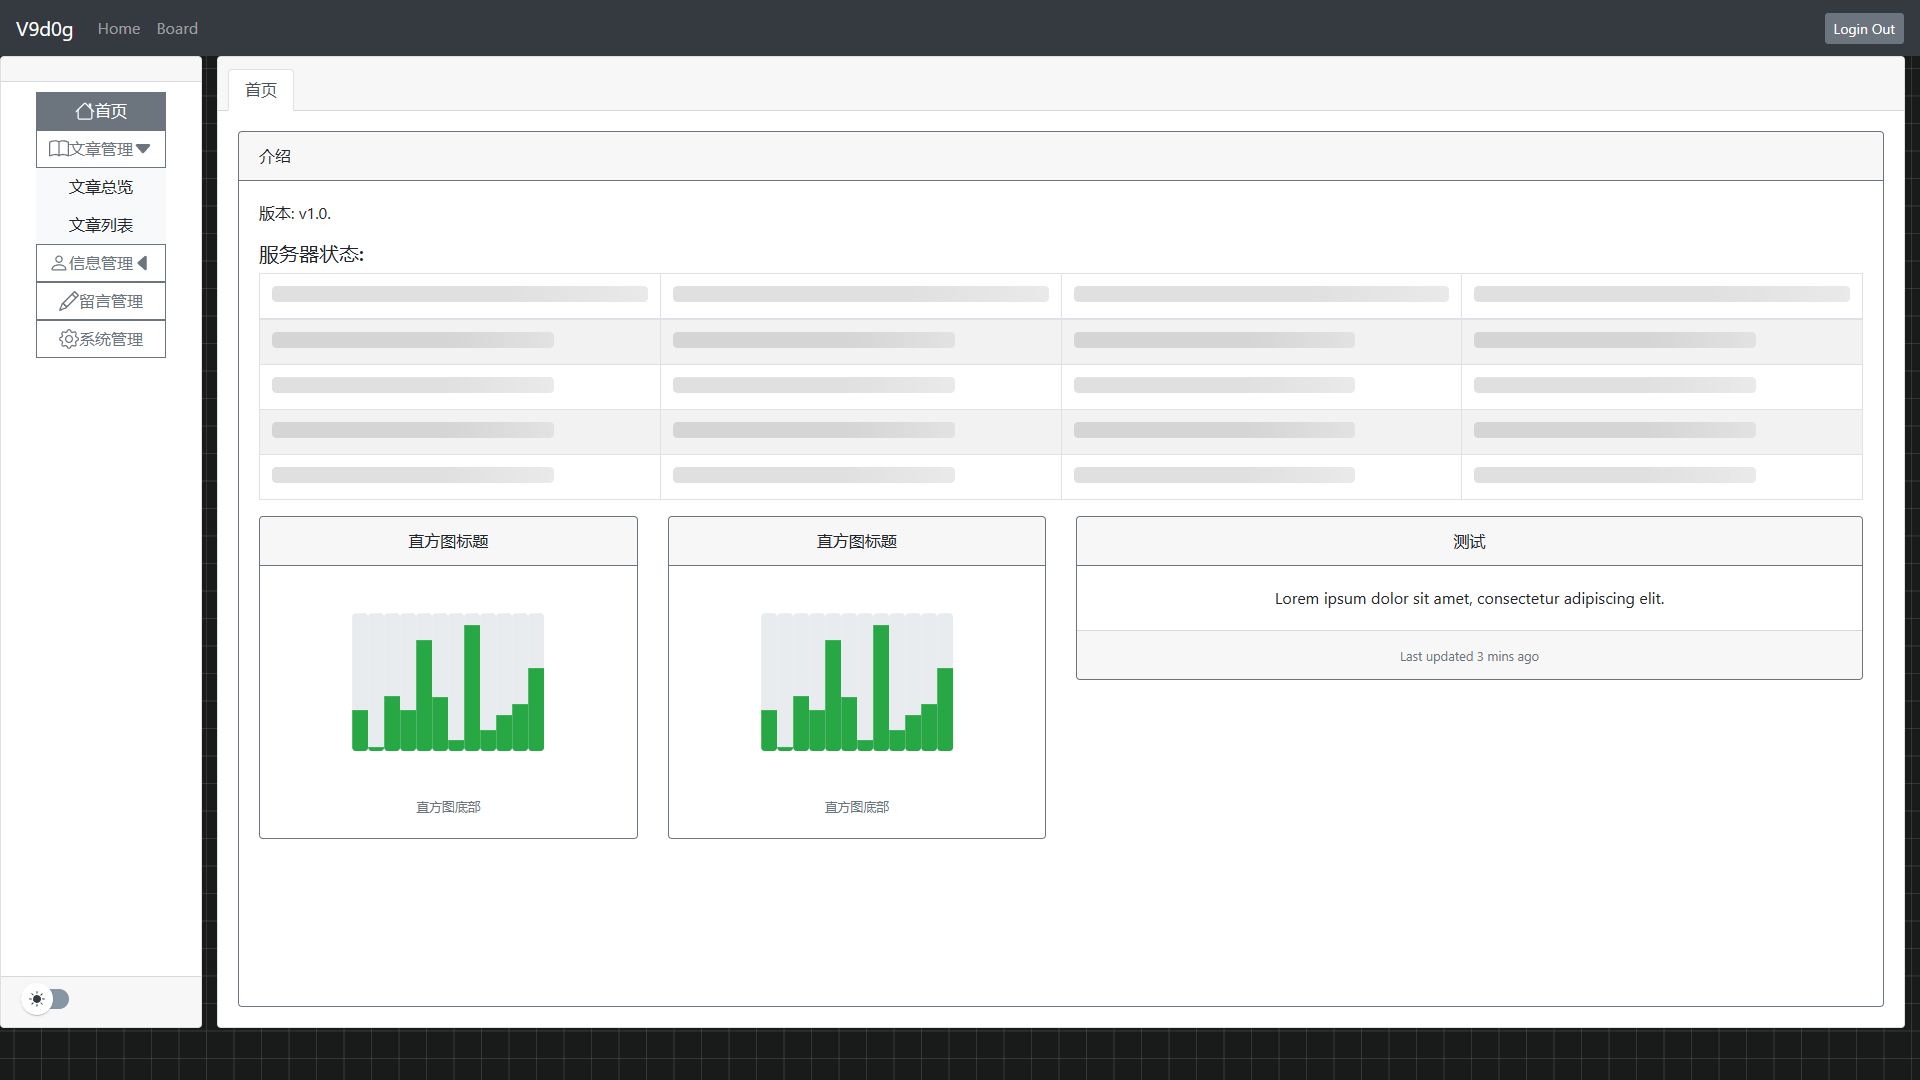 V9d0g Home Board Login Out
首页
文章管理
文章总览
文章列表
信息管理
留言管理
系统管理
首页
介绍
版本: v1.0.
服务器状态:
直方图标题
直方图底部
直方图标题
直方图底部
测试
Lorem ipsum dolor sit amet, consectetur adipiscing elit.
Last updated 3 mins ago